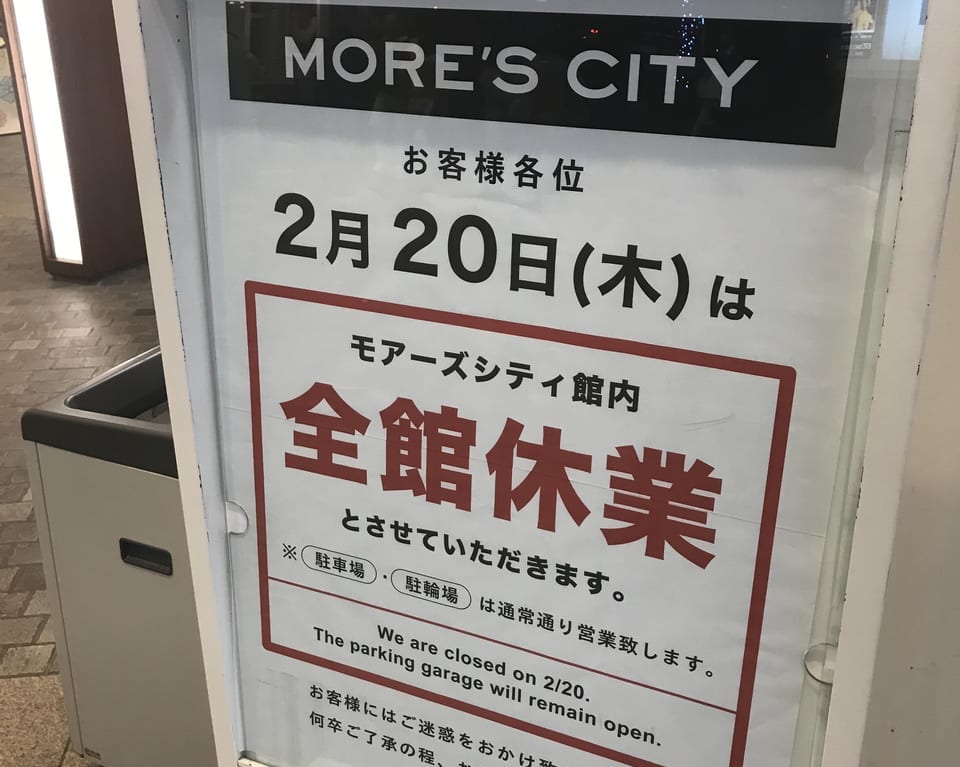 MORE'S CITY
お客様各位
2月20日(木)は
モアーズシティ館内
全館休業
とさせていただきます。
※駐車場・駐輪場は通常通り営業致します。
We are closed on 2/20.
The parking garage will remain open.
お客様にはご迷惑をおかけ致
何卒ご了承の程、お